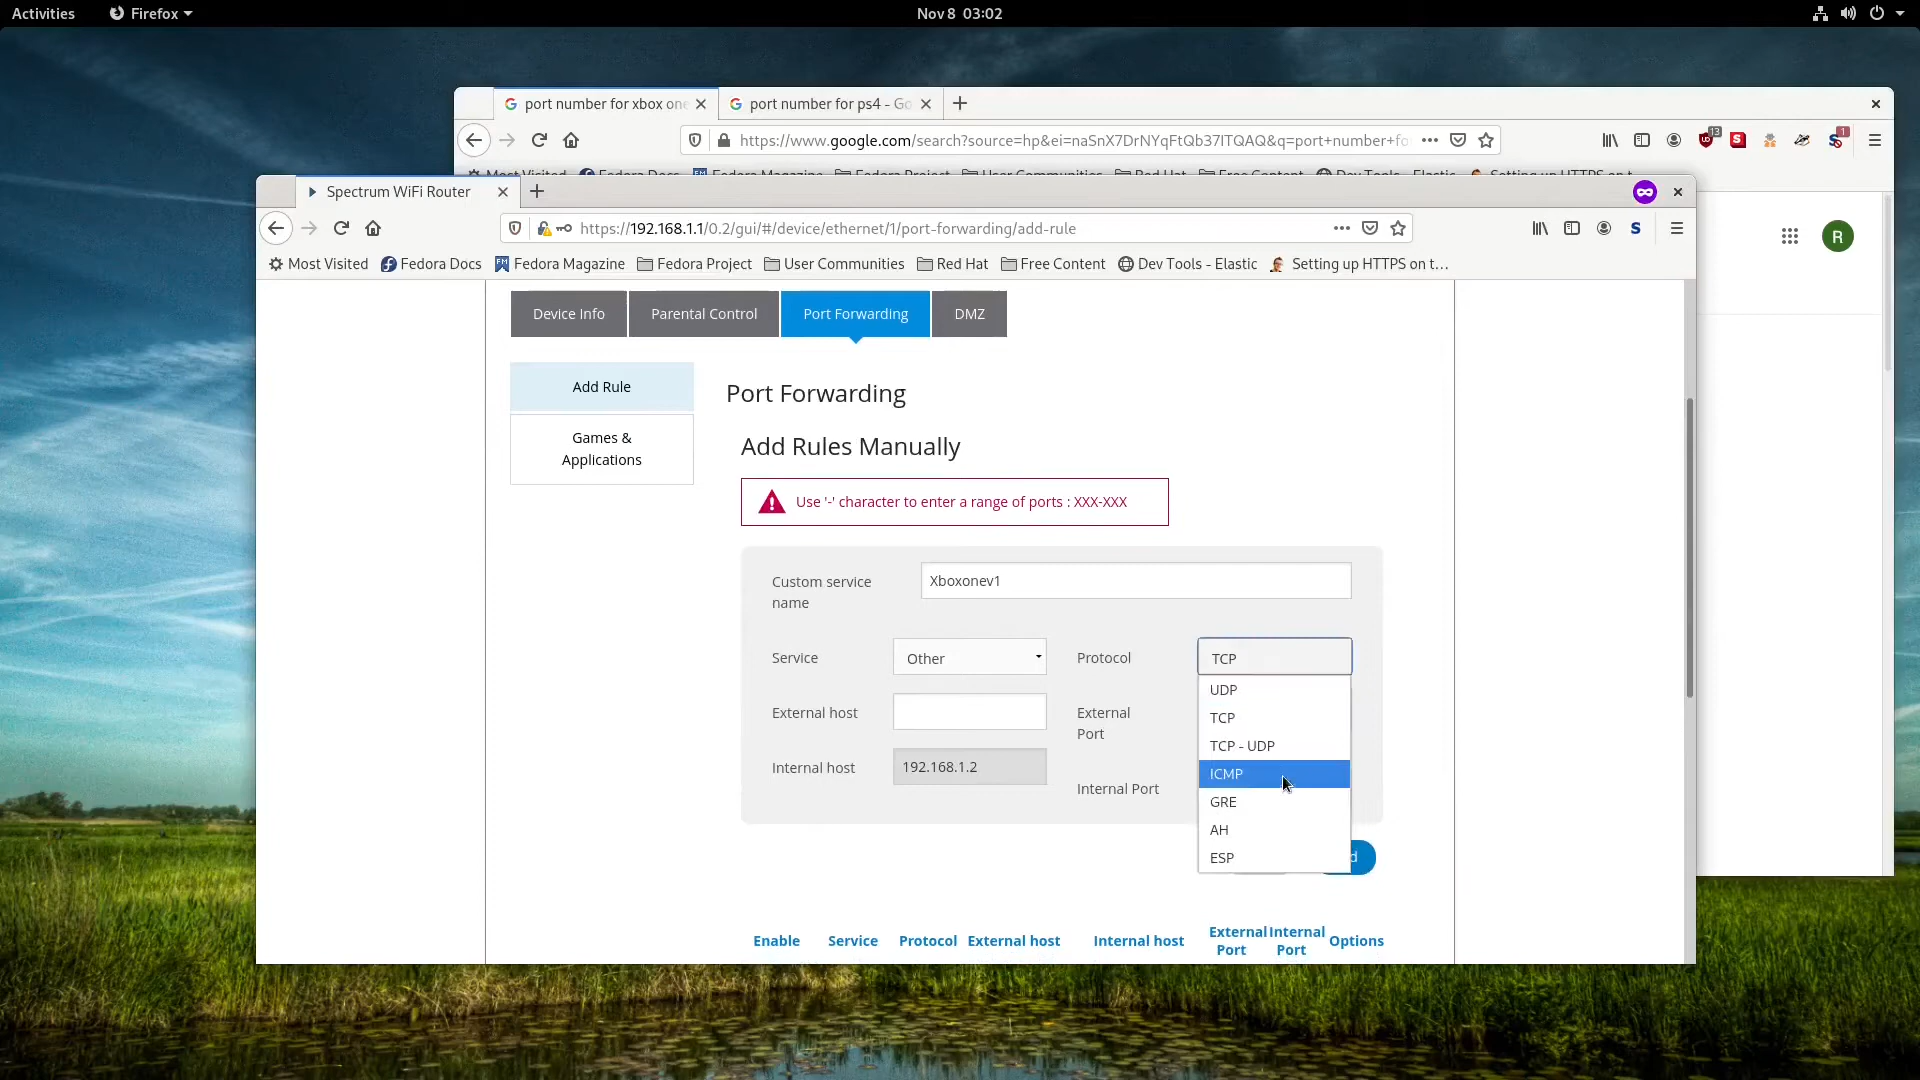 Activities
Firefox
Nov 8 03:02
port number for xbox one
port number for ps4 - Go
https://www.google.com/search?source=hp&ei=naSnX7DrNYqFtQb37ITQAQ&q=port+number+fo
13
1
Spectrum WiFi Router
https://192.168.1.1/0.2/gui/#/device/ethernet/1/port-forwarding/add-rule
R
Most Visited
Fedora Docs
Fedora Magazine
Fedora Project
User Communities
Red Hat
Free Content
Dev Tools - Elastic
Setting up HTTPS on t…
Device Info
Parental Control
Port Forwarding
DMZ
Add Rule
Games &
Applications
Port Forwarding
Add Rules Manually
Use '-' character to enter a range of ports : XXX-XXX
Custom service
name
Xboxonev1
Service
Other
Protocol
TCP
UDP
TCP
TCP - UDP
ICMP
GRE
AH
ESP
External host
External
Port
Internal host
192.168.1.2
Internal Port
d
Enable
Service
Protocol
External host
Internal host
External
Port
Internal
Port
Options